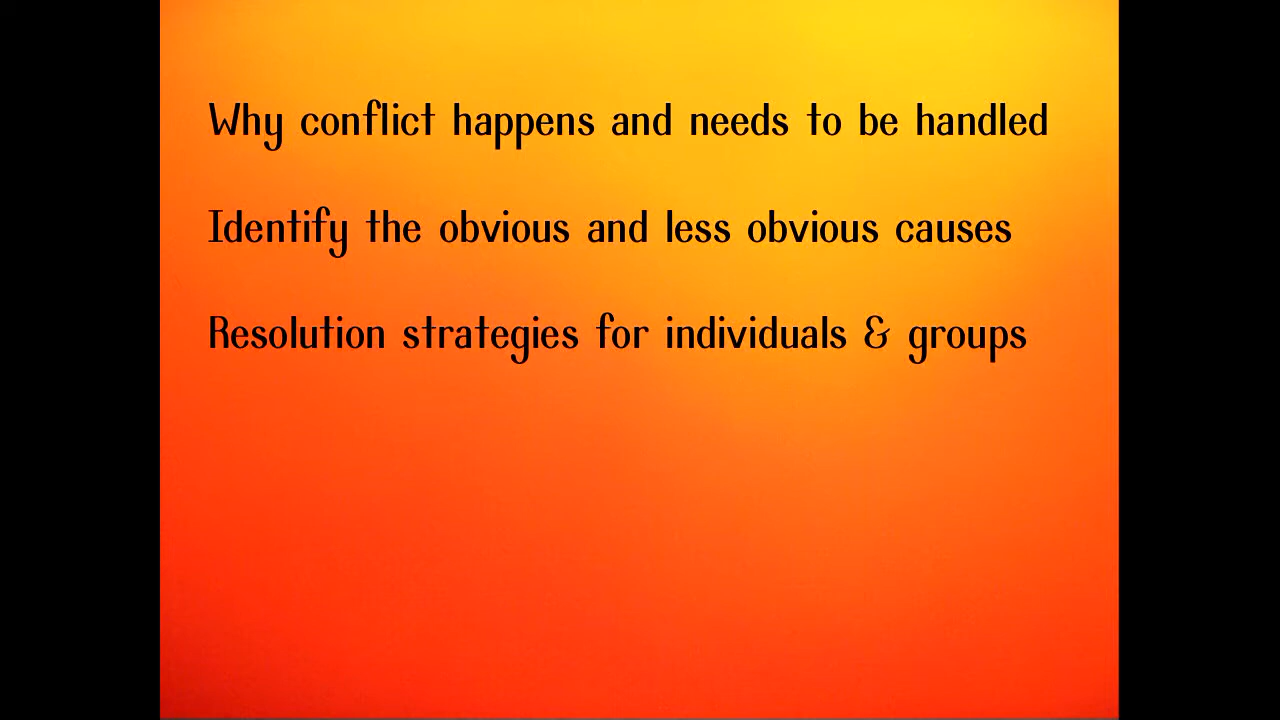 Why conflict happens and needs to be handled
Identify the obvious and less obvious causes
Resolution strategies for individuals & groups